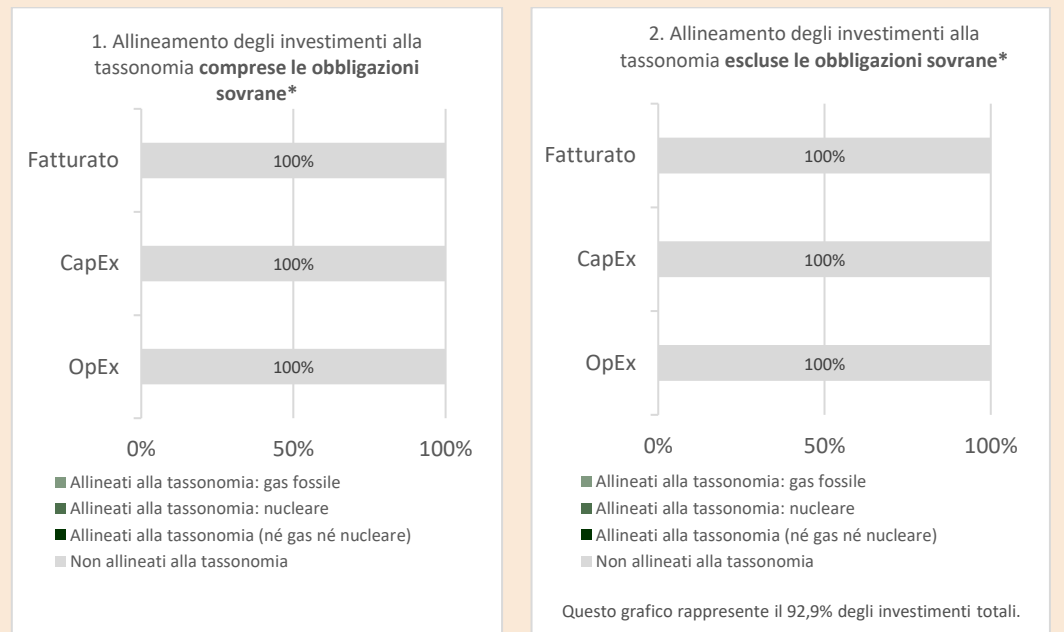 1. Allineamento degli investimenti alla
tassonomia comprese le obbligazioni
sovrane*
Fatturato
100%
CapEx
100%
OpEx
100%
0%
50%
100%
Allineati alla tassonomia: gas fossile
Allineati alla tassonomia: nucleare
Allineati alla tassonomia (né gas né nucleare)
Non allineati alla tassonomia
2. Allineamento degli investimenti alla
tassonomia escluse le obbligazioni sovrane*
Fatturato
100%
CapEx
100%
OpEx
100%
0%
50%
100%
Allineati alla tassonomia: gas fossile
Allineati alla tassonomia: nucleare
Allineati alla tassonomia (né gas né nucleare)
Non allineati alla tassonomia
Questo grafico rappresente il 92,9% degli investimenti totali.